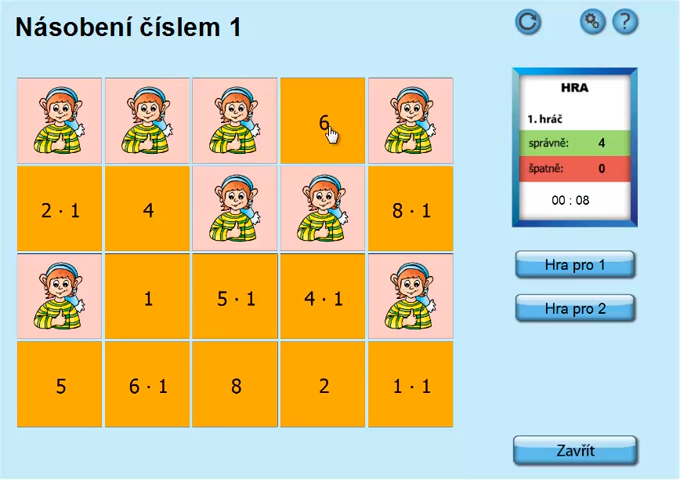 Násobení číslem 1
?
HRA
1. hráč
správně: 4
špatně: 0
00 : 08
6
2 · 1 4 8 · 1
1 5 · 1 4 · 1
5 6 · 1 8 2 1 · 1
Hra pro 1
Hra pro 2
Zavřít